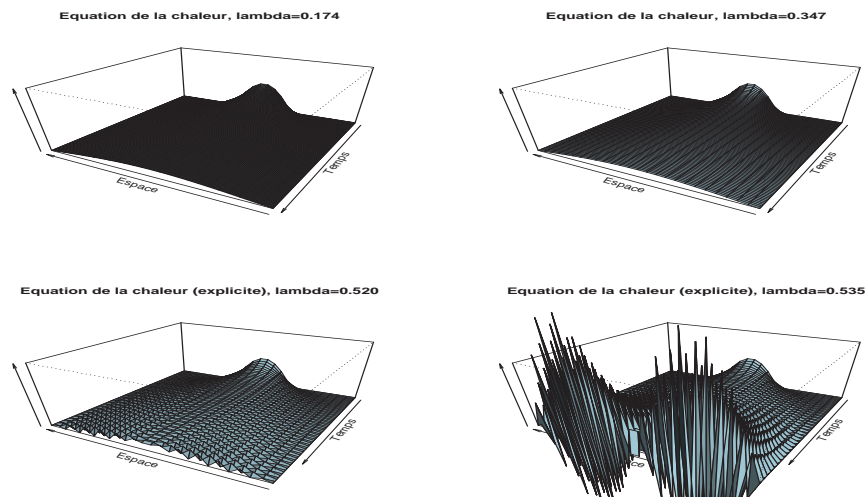 Equation de la chaleur, lambda=0.174
Equation de la chaleur, lambda=0.347
Espace
Temps
Espace
Temps
Equation de la chaleur (explicite), lambda=0.520
Equation de la chaleur (explicite), lambda=0.535
Espace
Temps
Temps